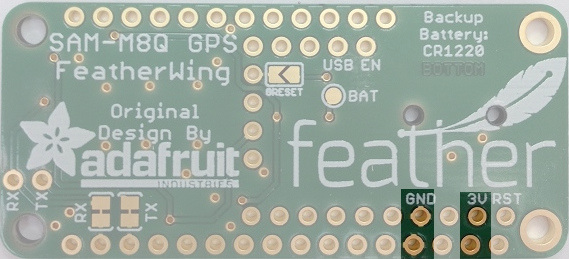 SAM-M8Q GPS
FeatherWing
Backup
Battery:
CR1220
BOTTOM
USB EN
GRESET
BAT
Original
Design By
adafruit
INDUSTRIES
feather
RX
TX
RX
TX
GND
3V
RST